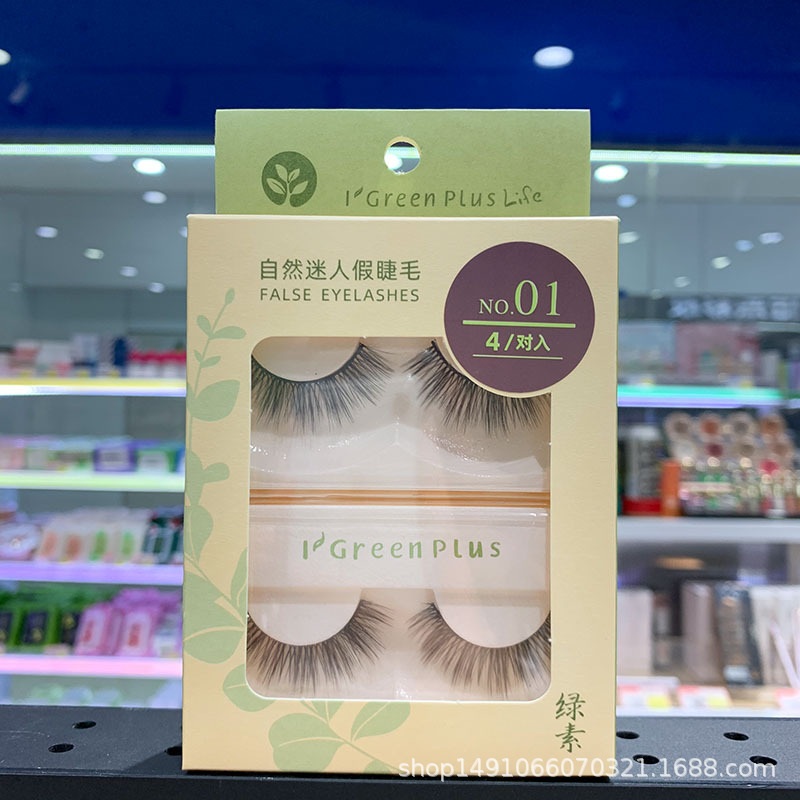 I'Green Plus Life
自然迷人假睫毛
FALSE EYELASHES
NO.01
4/对入
I'Green Plus
绿素
shop1491066070321.1688.com